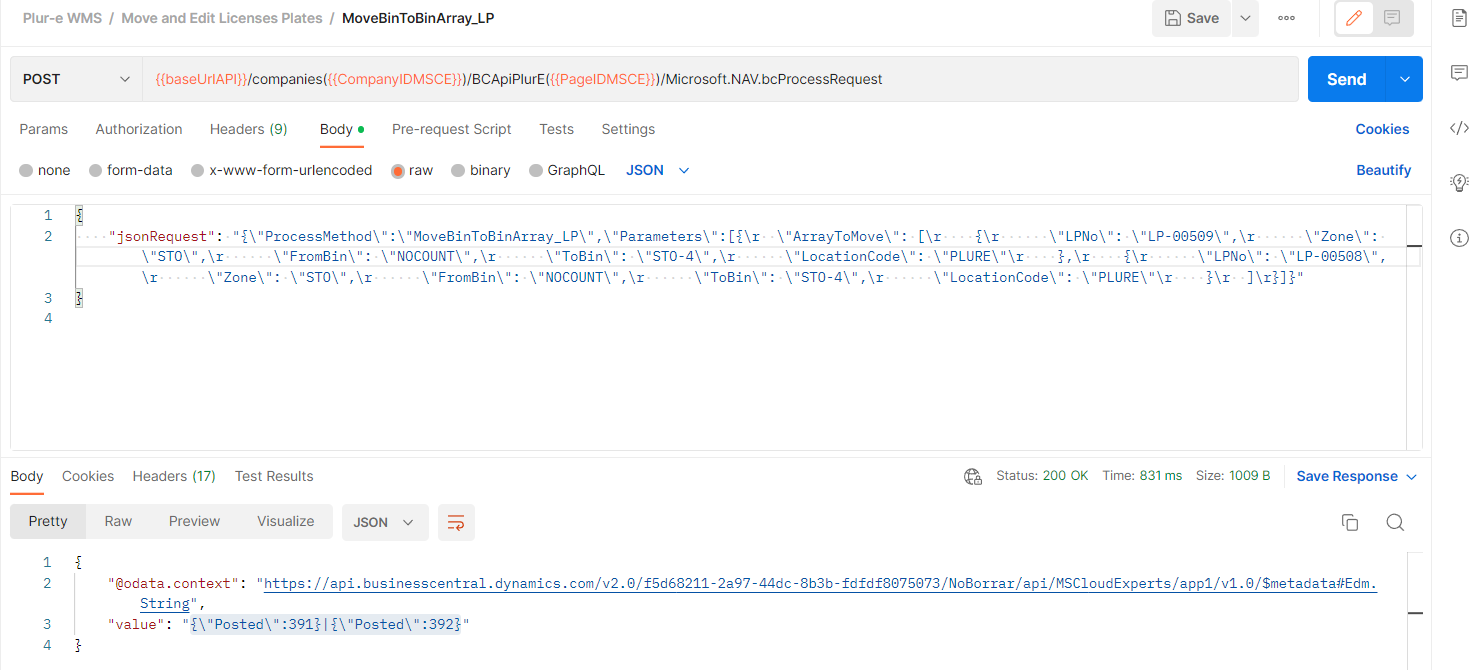 Plur-e WMS / Move and Edit Licenses Plates / MoveBinToBinArray_LP
Save
POST
{{baseUrlAPI}}/companies({{CompanyIDMSCE}})/BCApiPlurE({{PageIDMSCE}})/Microsoft.NAV.bcProcessRequest
Send
Params Authorization Headers (9) Body Pre-request Script Tests Settings Cookies
none form-data x-www-form-urlencoded raw binary GraphQL JSON Beautify
1 {
2 ····"jsonRequest": "{\"ProcessMethod\":\"MoveBinToBinArray_LP\",\"Parameters\":[{\r··\"ArrayToMove\": [\r····{\r······\"LPNo\": \"LP-00509\",\r······\"Zone\":
\"STO\",\r······\"FromBin\": \"NOCOUNT\",\r······\"ToBin\": \"STO-4\",\r······\"LocationCode\": \"PLURE\"\r····},\r····{\r······\"LPNo\": \"LP-00508\",
\r······\"Zone\": \"STO\",\r······\"FromBin\": \"NOCOUNT\",\r······\"ToBin\": \"STO-4\",\r······\"LocationCode\": \"PLURE\"\r····}\r··]\r}]}"
3 }
4
Body Cookies Headers (17) Test Results Status: 200 OK Time: 831 ms Size: 1009 B Save Response
Pretty Raw Preview Visualize JSON
1 {
2 "@odata.context": "https://api.businesscentral.dynamics.com/v2.0/f5d68211-2a97-44dc-8b3b-fdfdf8075073/NoBorrar/api/MSCloudExperts/app1/v1.0/$metadata#Edm.
String",
3 "value": "{\"Posted\":391}|{\"Posted\":392}"
4 }